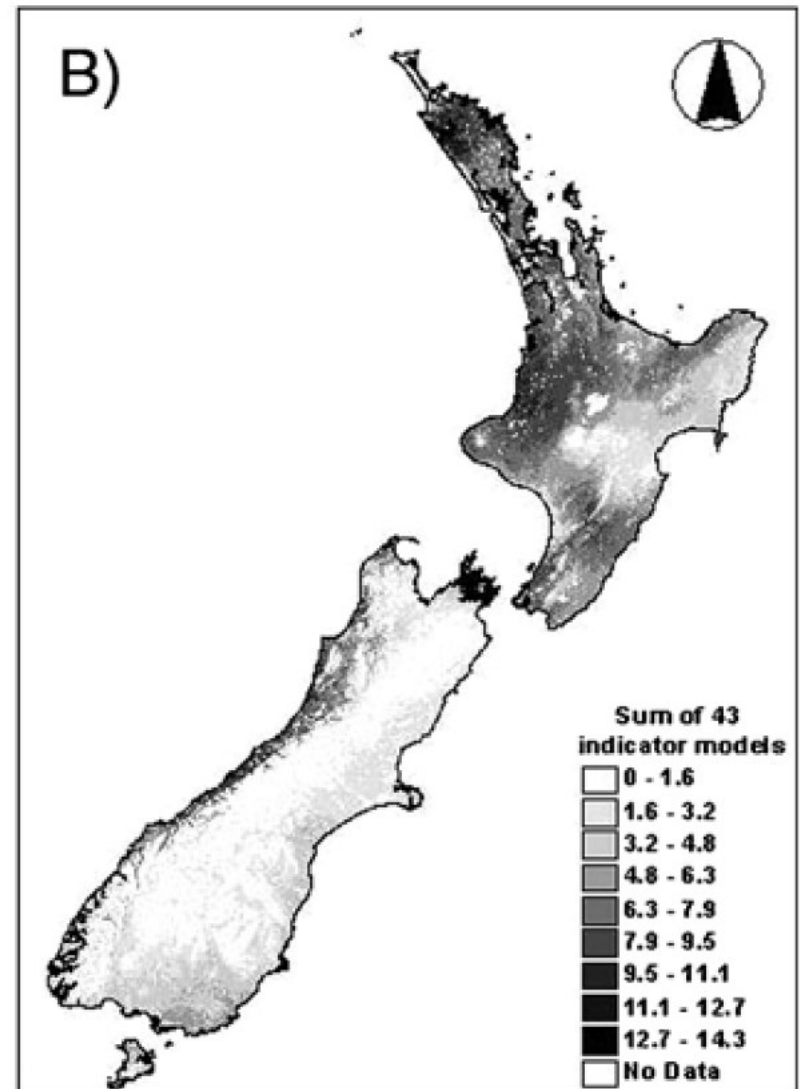 B)
Sum of 43
indicator models
0 - 1.6
1.6 - 3.2
3.2 - 4.8
4.8 - 6.3
6.3 - 7.9
7.9 - 9.5
9.5 - 11.1
11.1 - 12.7
12.7 - 14.3
No Data